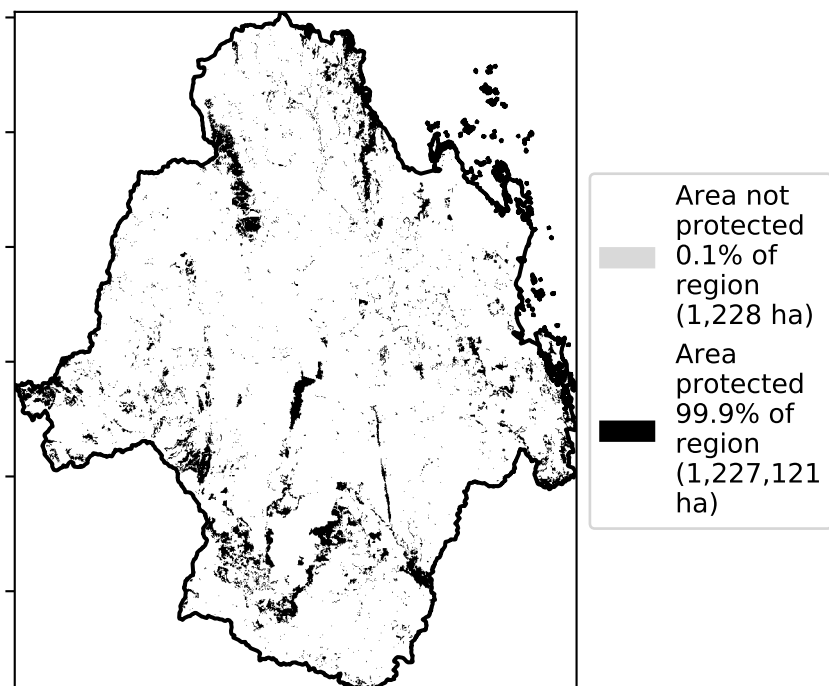 Area not
protected
0.1% of
region
(1,228 ha)
Area
protected
99.9% of
region
(1,227,121
ha)